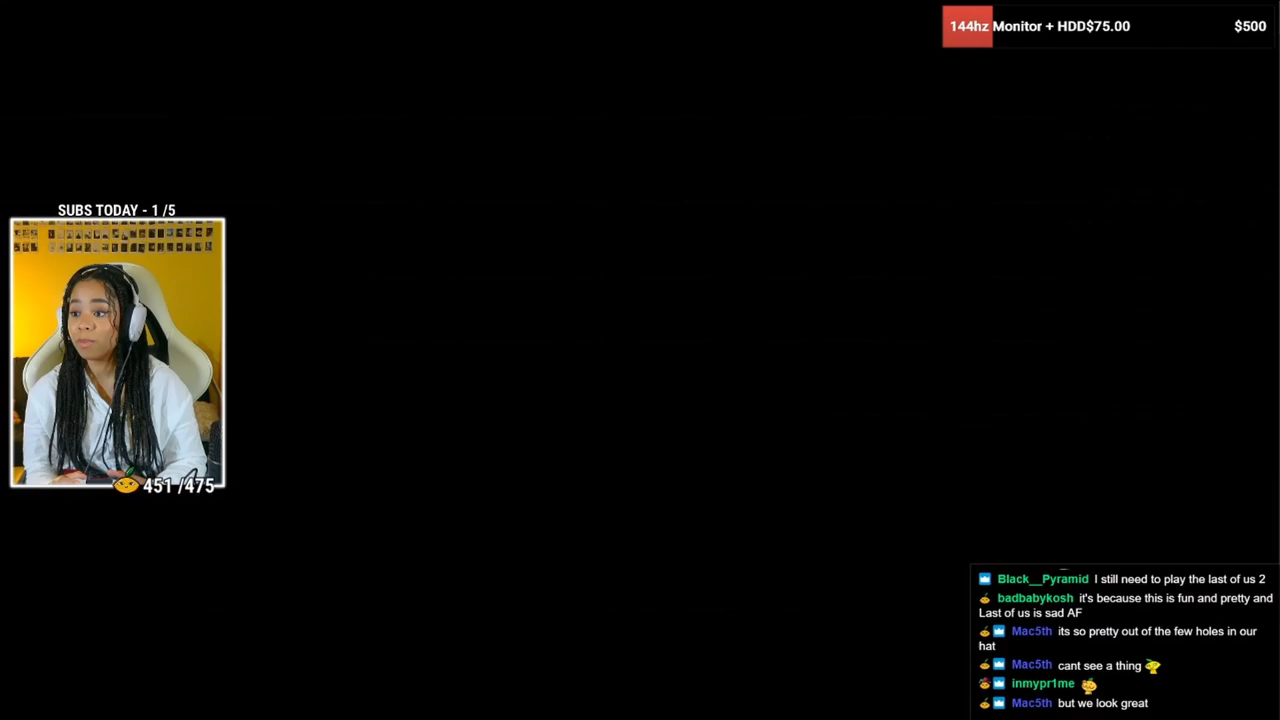 144hz Monitor + HDD$75.00 $500
SUBS TODAY - 1 /5
451 /475
Black__Pyramid I still need to play the last of us 2
badbabykosh it's because this is fun and pretty and
Last of us is sad AF
Mac5th its so pretty out of the few holes in our
hat
Mac5th cant see a thing
inmypr1me
Mac5th but we look great